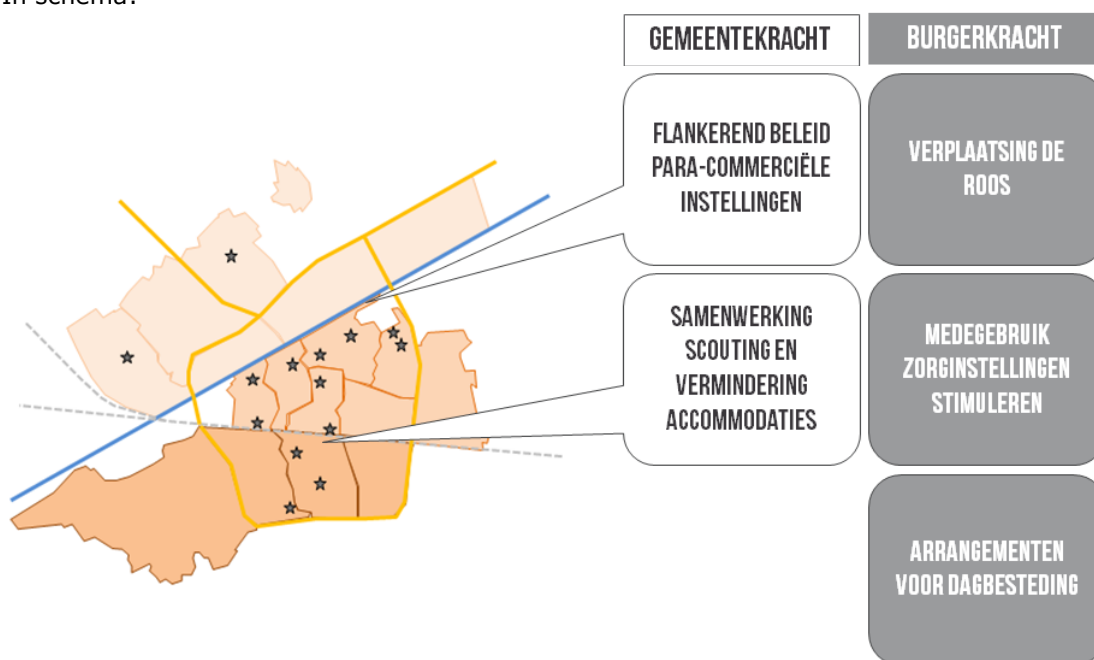 In schema:
GEMEENTEKRACHT
BURGERKRACHT
FLANKEREND BELEID
PARA-COMMERCIËLE
INSTELLINGEN
VERPLAATSING DE
ROOS
SAMENWERKING
SCOUTING EN
VERMINDERING
ACCOMMODATIES
MEDEGEBRUIK
ZORGINSTELLINGEN
STIMULEREN
ARRANGEMENTEN
VOOR DAGBESTEDING